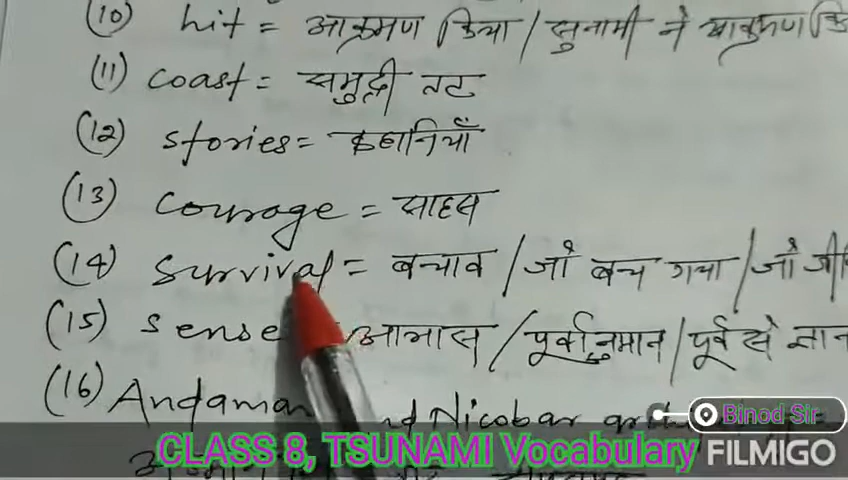 (10) hit = आक्रमण किया / सुनामी ने आक्रमण
(11) coast = समुद्री तट
(12) stories = कहानियाँ
(13) courage = साहस
(14) survival = बचाव / जो बच गया / जो
(15) sense आभास / पूर्वानुमान / पूर्व से ज्ञान
(16) Andaman Nicobar
Binod Sir
CLASS 8, TSUNAMI Vocabulary FILMIGO